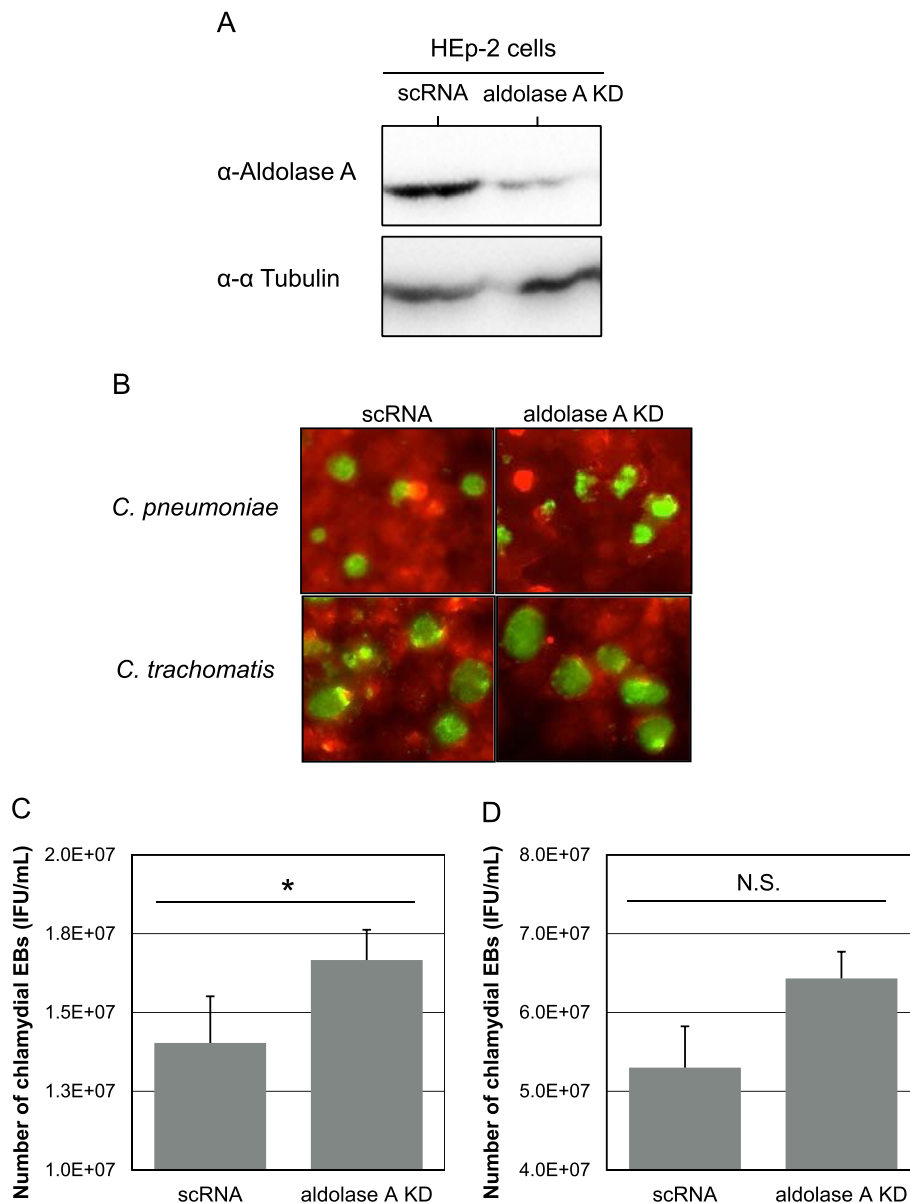 A
HEp-2 cells
scRNA aldolase A KD
α-Aldolase A
α-α Tubulin
B
scRNA aldolase A KD
C. pneumoniae
C. trachomatis
C
Number of chlamydial EBs (IFU/mL)
2.0E+07
*
1.8E+07
1.5E+07
1.3E+07
1.0E+07
scRNA aldolase A KD
D
Number of chlamydial EBs (IFU/mL)
8.0E+07
N.S.
7.0E+07
6.0E+07
5.0E+07
4.0E+07
scRNA aldolase A KD